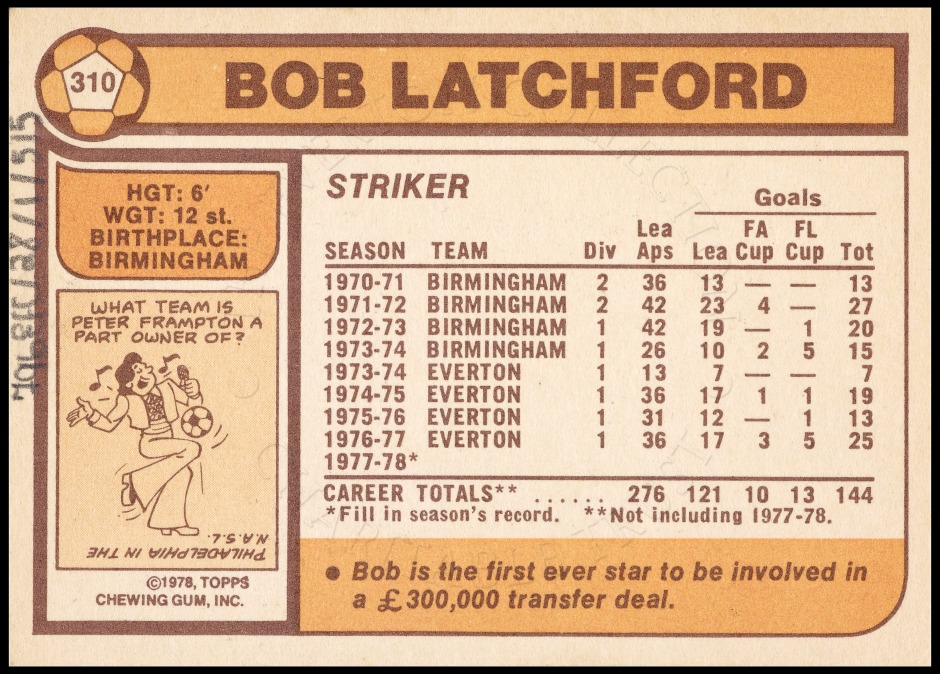 310
BOB LATCHFORD
HGT: 6'
WGT: 12 st.
BIRTHPLACE:
BIRMINGHAM
WHAT TEAM IS
PETER FRAMPTON A
PART OWNER OF?
PHILADELPHIA IN THE
N.A.S.L.
©1978, TOPPS
CHEWING GUM, INC.
STRIKER
Goals
SEASON TEAM Div Lea Aps Lea FA Cup FL Cup Tot
1970-71 BIRMINGHAM 2 36 13 — — 13
1971-72 BIRMINGHAM 2 42 23 4 — 27
1972-73 BIRMINGHAM 1 42 19 — 1 20
1973-74 BIRMINGHAM 1 26 10 2 5 15
1973-74 EVERTON 1 13 7 — — 7
1974-75 EVERTON 1 36 17 1 1 19
1975-76 EVERTON 1 31 12 — 1 13
1976-77 EVERTON 1 36 17 3 5 25
1977-78*
CAREER TOTALS** ...... 276 121 10 13 144
*Fill in season's record. **Not including 1977-78.
● Bob is the first ever star to be involved in
a £300,000 transfer deal.